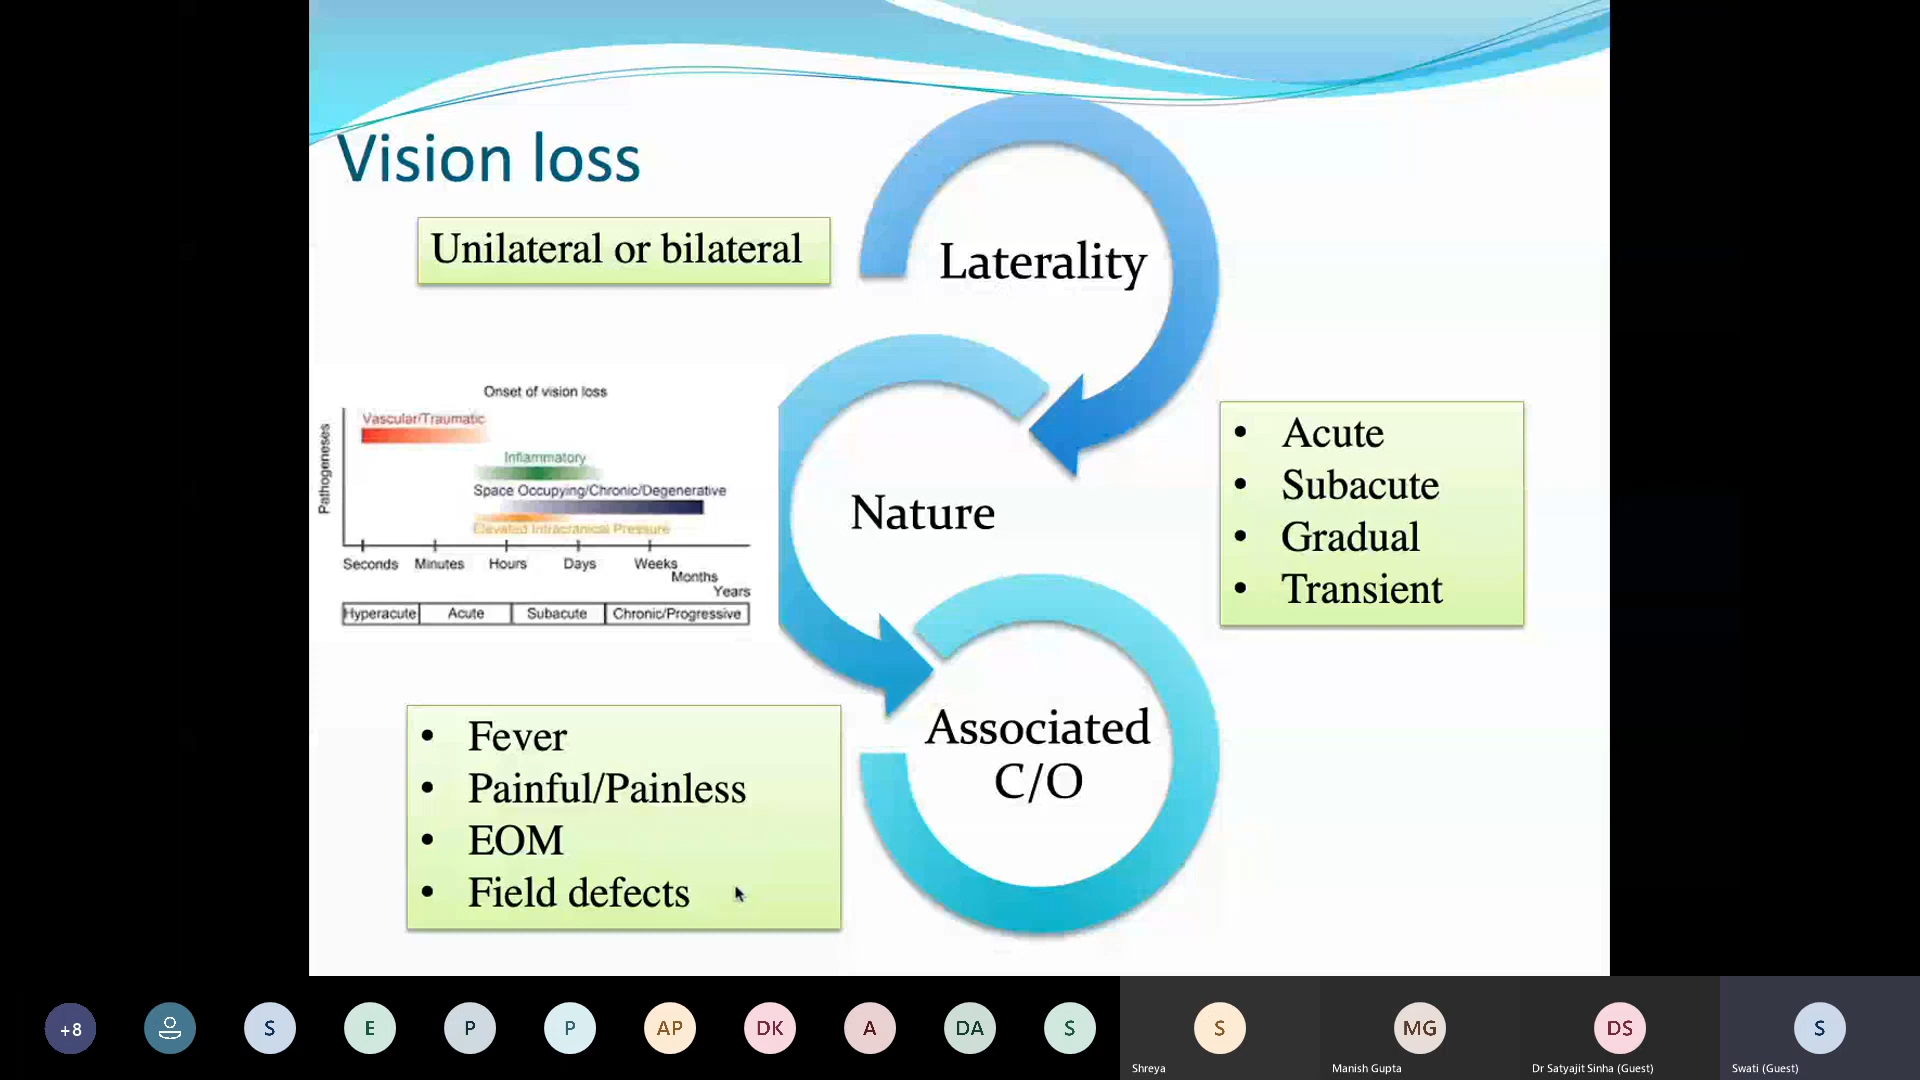 Vision loss
Unilateral or bilateral
Laterality
Onset of vision loss
Pathogeneses
Vascular/Traumatic
Inflammatory
Space Occupying/Chronic/Degenerative
Elevated Intracranial Pressure
Seconds Minutes Hours Days Weeks
Months
Years
Hyperacute Acute Subacute Chronic/Progressive
Nature
• Acute
• Subacute
• Gradual
• Transient
Associated
C/O
• Fever
• Painful/Painless
• EOM
• Field defects
+8 S E P P AP DK A DA S S MG DS S
Shreya Manish Gupta Dr Satyajit Sinha (Guest) Swati (Guest)